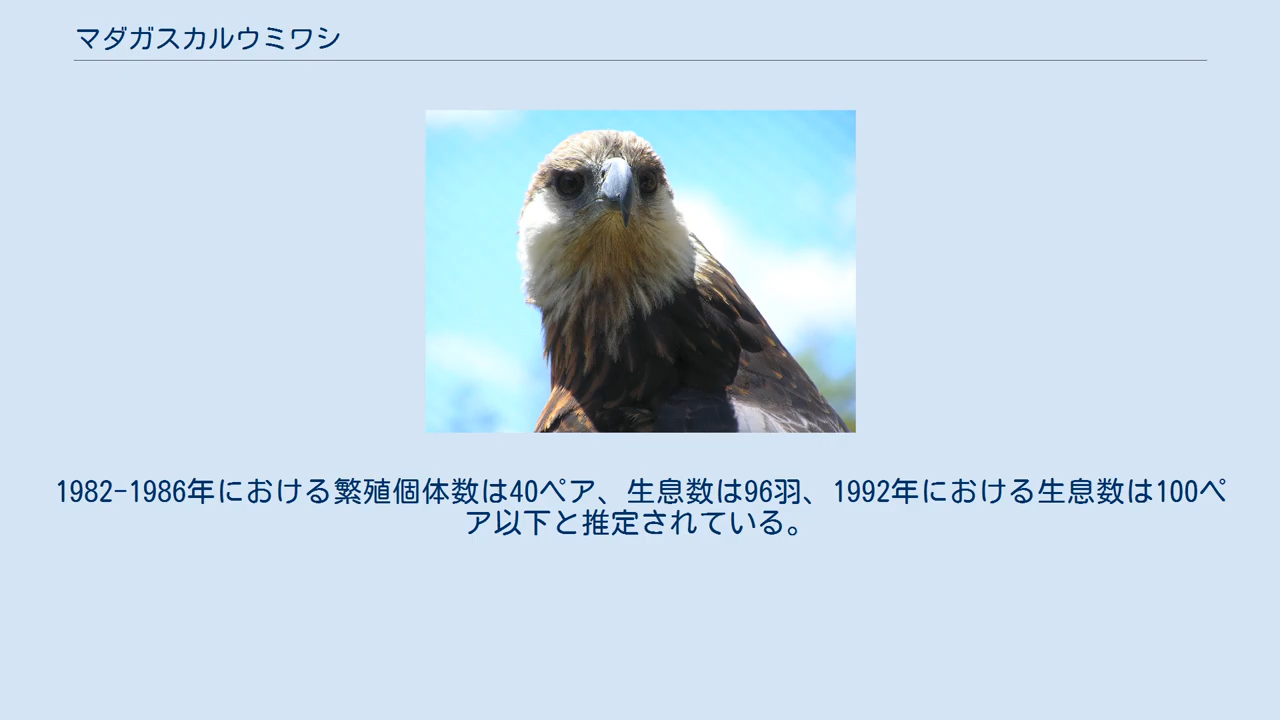 マダガスカルウミワシ
1982-1986年における繁殖個体数は40ペア、生息数は96羽、1992年における生息数は100ペ
ア以下と推定されている。